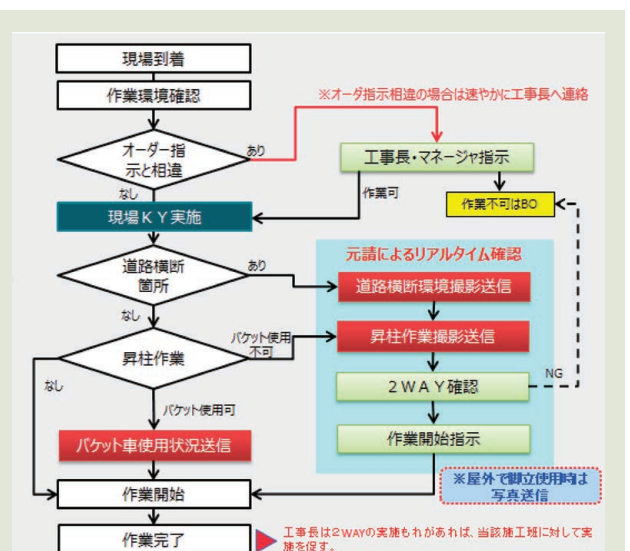 現場到着
作業環境確認
※オーダ指示相違の場合は速やかに工事長へ連絡
オーダー指
示と相違
あり
なし
工事長・マネージャ指示
作業可
作業不可はBO
現場KY実施
元請によるリアルタイム確認
道路横断
箇所
あり
なし
道路横断環境撮影送信
昇柱作業
バケット使用
不可
なし
バケット使用可
昇柱作業撮影送信
2WAY確認
NG
バケット車使用状況送信
作業開始指示
※屋外で脚立使用時は
写真送信
作業開始
作業完了
工事長は2WAYの実施もれがあれば、当該施工班に対して実
施を促す。